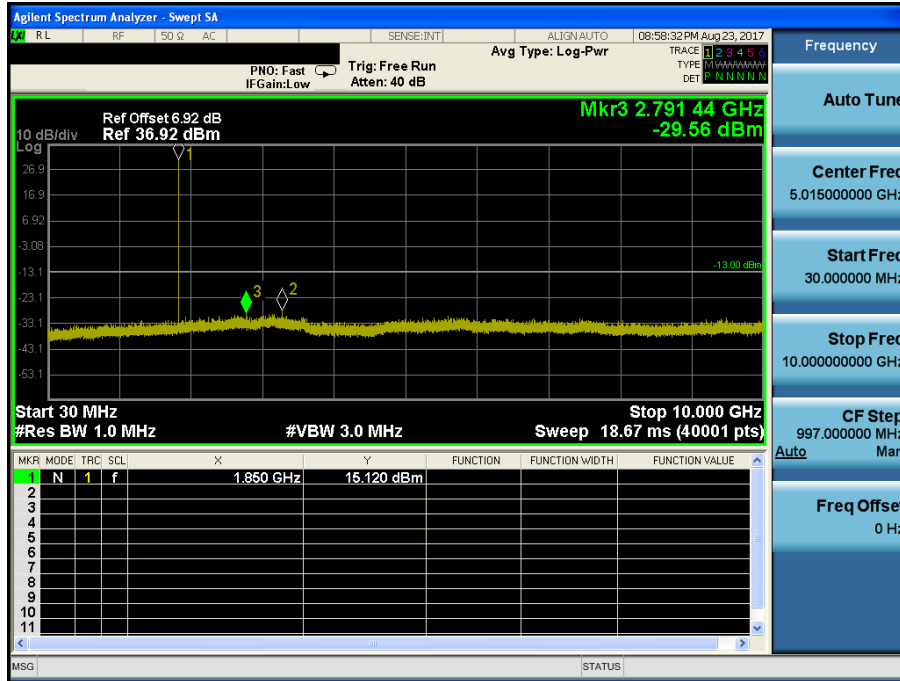 Agilent Spectrum Analyzer - Swept SA
LXI RL RF 50 Ω AC SENSE:INT ALIGN AUTO 08:58:32 PM Aug 23, 2017
Frequency
Avg Type: Log-Pwr TRACE 1 2 3 4 5 6
PNO: Fast Trig: Free Run TYPE M W W W W W
IFGain:Low Atten: 40 dB DET P N N N N N
Auto Tune
Mkr3 2.791 44 GHz
Ref Offset 6.92 dB
10 dB/div Ref 36.92 dBm -29.56 dBm
Log
1
26.9
Center Freq
16.9
5.015000000 GHz
6.92
-3.08
Start Freq
-13.00 dBm
-13.1
30.000000 MHz
3 2
-23.1
-33.1
Stop Freq
-43.1
10.000000000 GHz
-53.1
Start 30 MHz Stop 10.000 GHz
#Res BW 1.0 MHz #VBW 3.0 MHz Sweep 18.67 ms (40001 pts)
CF Step
997.000000 MHz
Auto Man
MKR MODE TRC SCL X Y FUNCTION FUNCTION WIDTH FUNCTION VALUE
1 N 1 f 1.850 GHz 15.120 dBm
2
3
4
5
6
7
8
9
10
11
Freq Offset
0 Hz
MSG STATUS